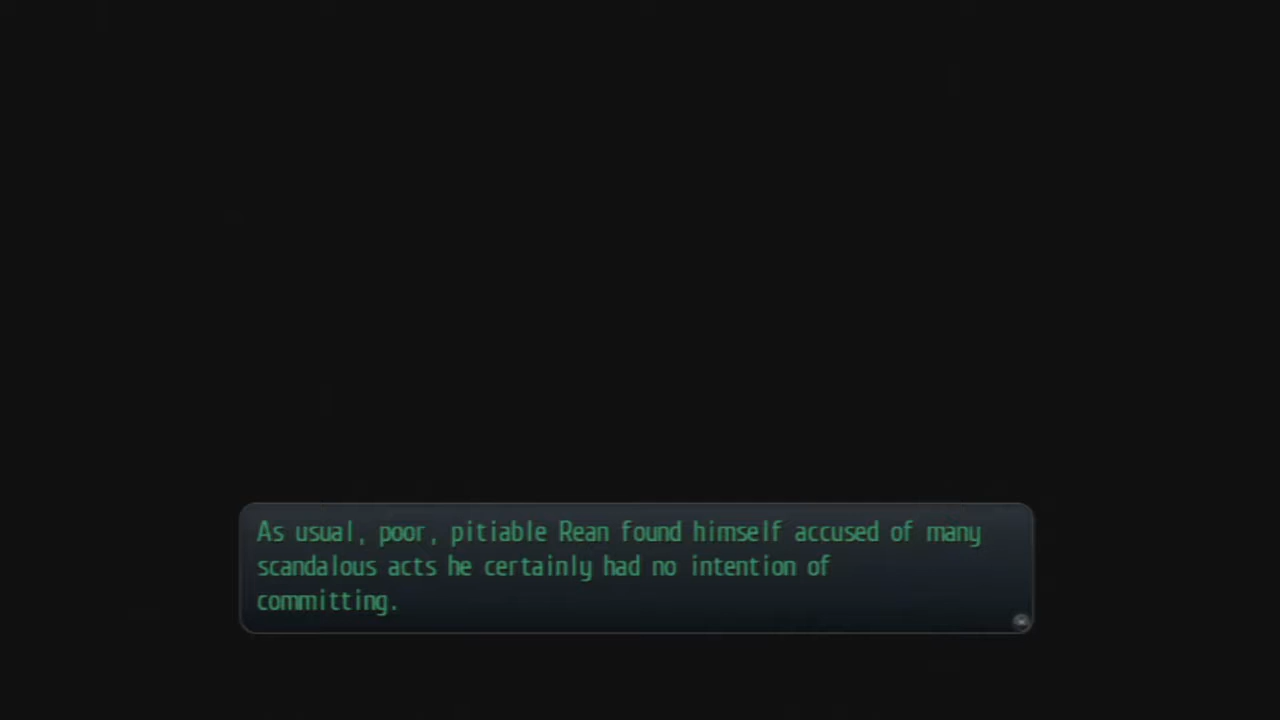 As usual, poor, pitiable Rean found himself accused of many
scandalous acts he certainly had no intention of
committing.